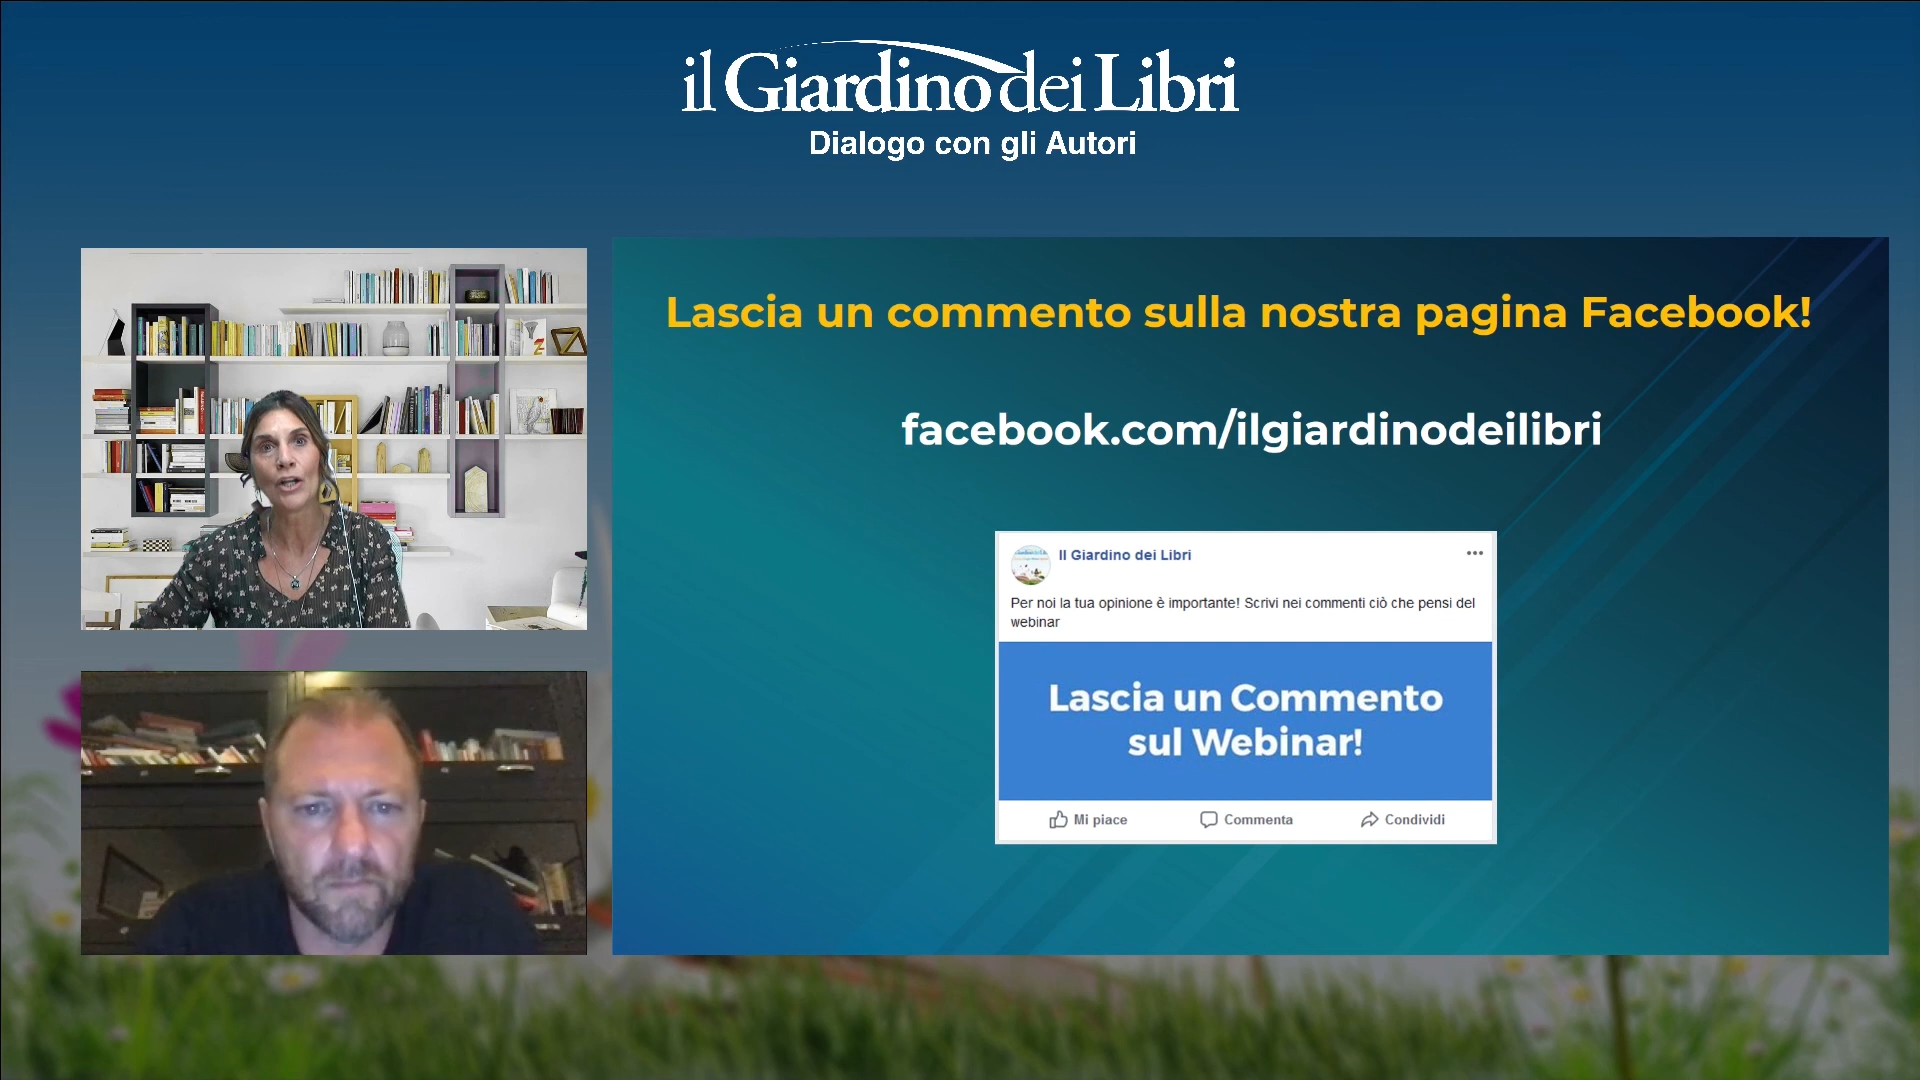 il Giardino dei Libri
Dialogo con gli Autori
Lascia un commento sulla nostra pagina Facebook!
facebook.com/ilgiardinodeilibri
Il Giardino dei Libri
Per noi la tua opinione è importante! Scrivi nei commenti ciò che pensi del
webinar
Lascia un Commento
sul Webinar!
Mi piace
Commenta
Condividi